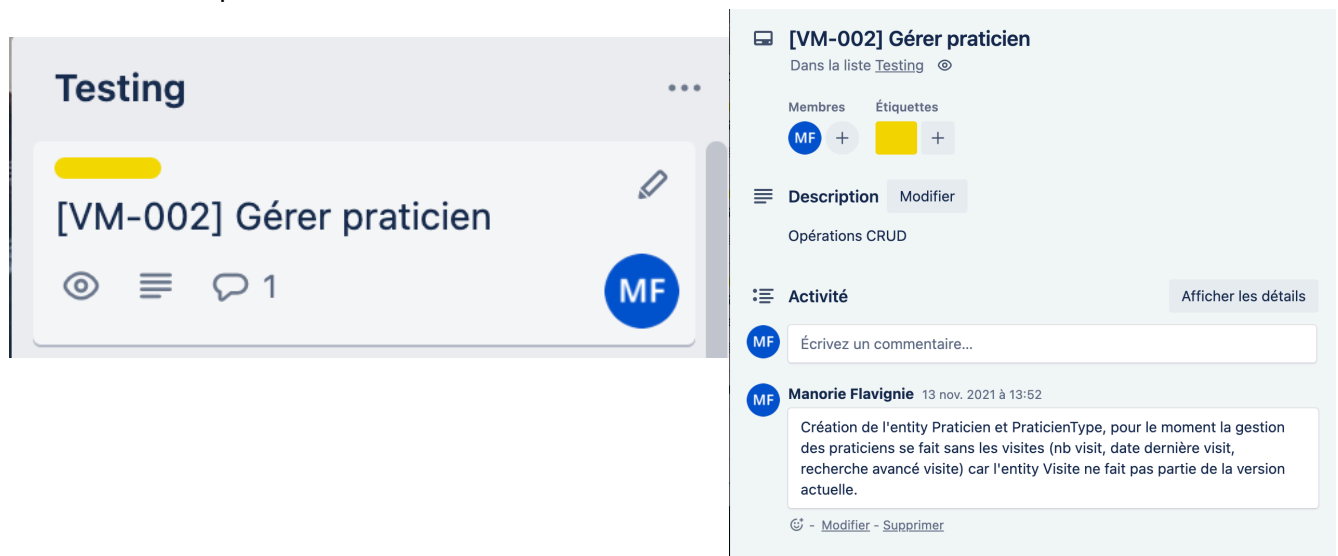 Testing
[VM-002] Gérer praticien
1
MF
[VM-002] Gérer praticien
Dans la liste Testing
Membres Étiquettes
MF + +
Description Modifier
Opérations CRUD
Activité Afficher les détails
MF Écrivez un commentaire...
MF Manorie Flavignie 13 nov. 2021 à 13:52
Création de l'entity Praticien et PraticienType, pour le moment la gestion
des praticiens se fait sans les visites (nb visit, date dernière visit,
recherche avancé visite) car l'entity Visite ne fait pas partie de la version
actuelle.
- Modifier - Supprimer